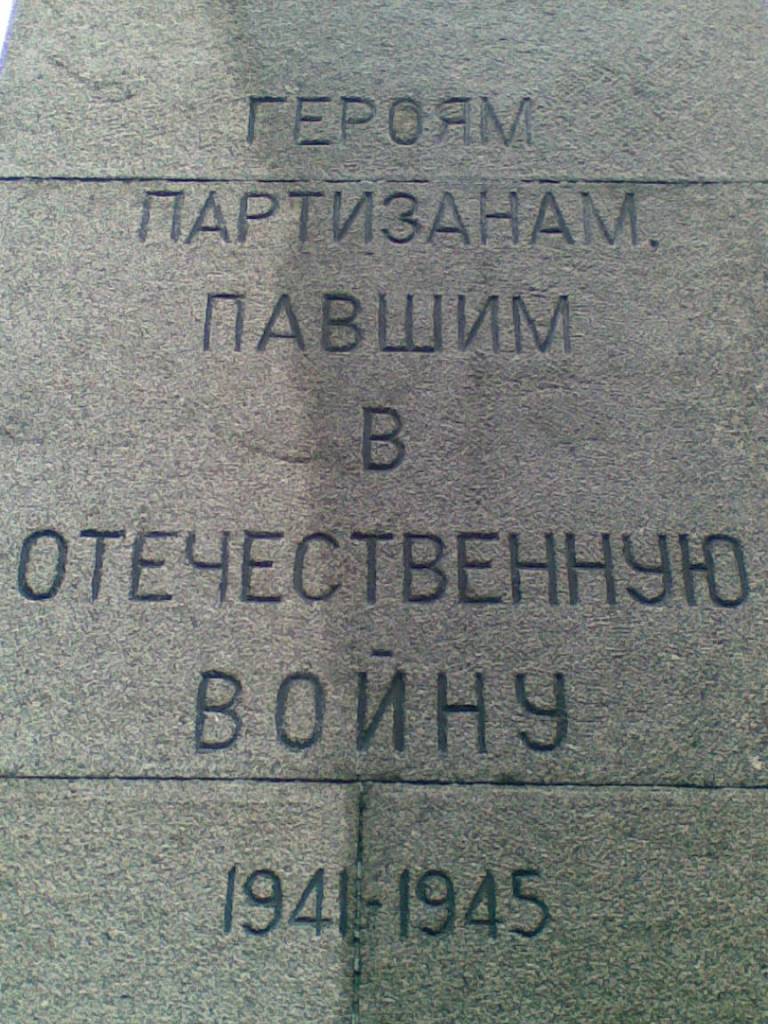 ГЕРОЯМ
ПАРТИЗАНАМ,
ПАВШИМ
В
ОТЕЧЕСТВЕННУЮ
ВОЙНУ
1941-1945